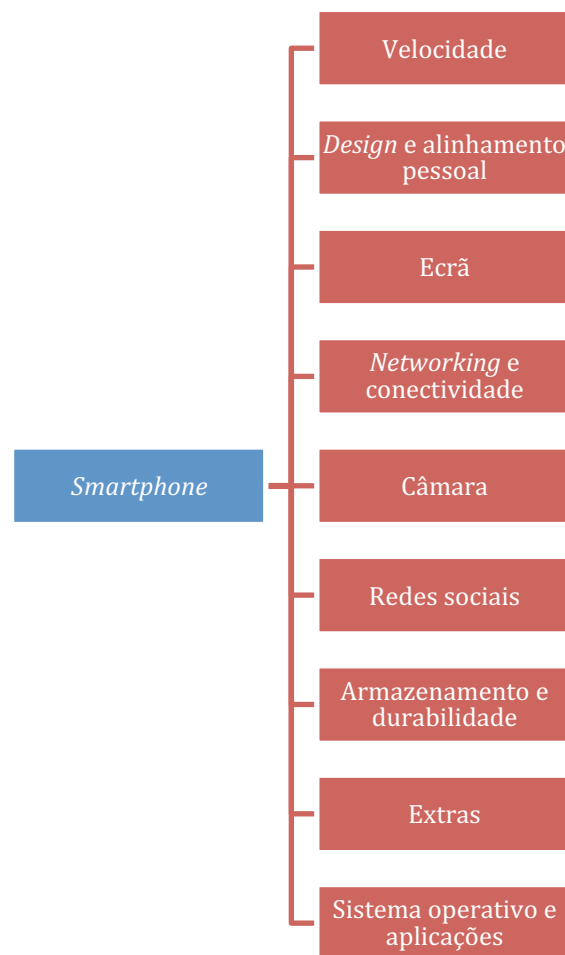 Velocidade
Design e alinhamento
pessoal
Ecrã
Networking e
conectividade
Smartphone
Câmara
Redes sociais
Armazenamento e
durabilidade
Extras
Sistema operativo e
aplicações